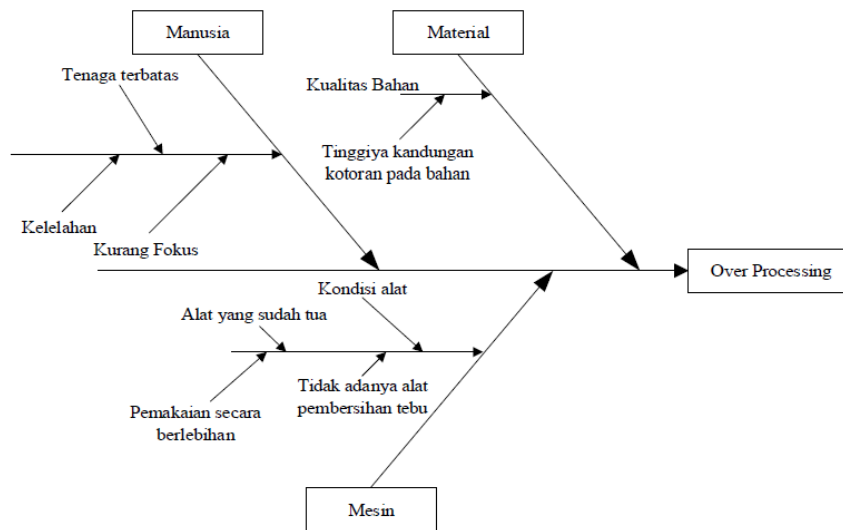 Manusia
Material
Tenaga terbatas
Kualitas Bahan
Tinggiya kandungan
kotoran pada bahan
Kelelahan
Kurang Fokus
Over Processing
Kondisi alat
Alat yang sudah tua
Tidak adanya alat
pembersihan tebu
Pemakaian secara
berlebihan
Mesin